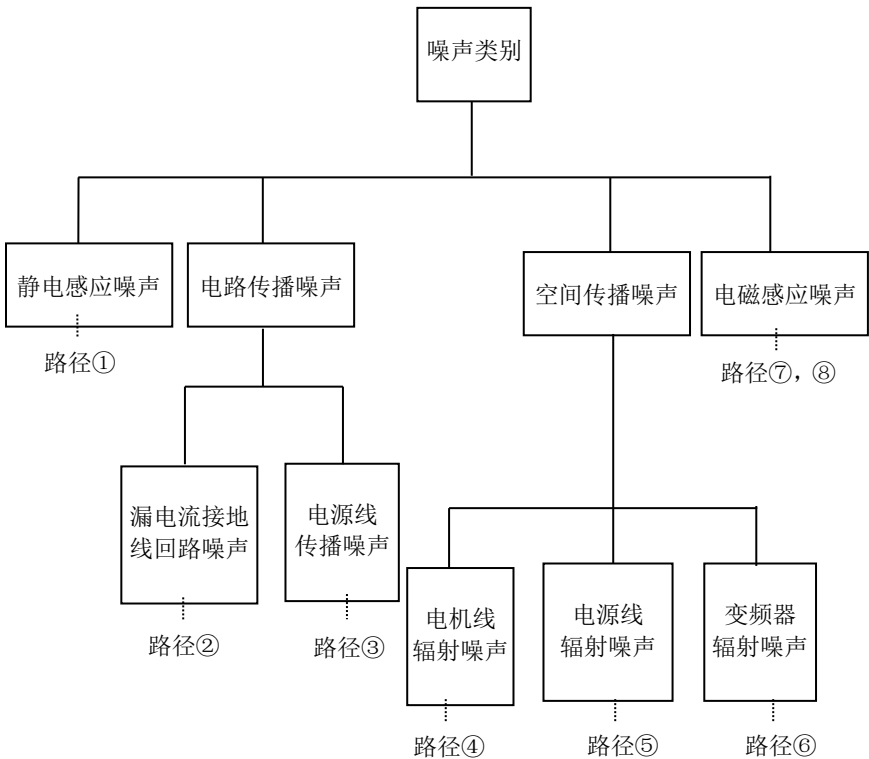 噪声类别
静电感应噪声
电路传播噪声
空间传播噪声
电磁感应噪声
路径①
路径⑦，⑧
漏电流接地
线回路噪声
电源线
传播噪声
路径②
路径③
电机线
辐射噪声
电源线
辐射噪声
变频器
辐射噪声
路径④
路径⑤
路径⑥